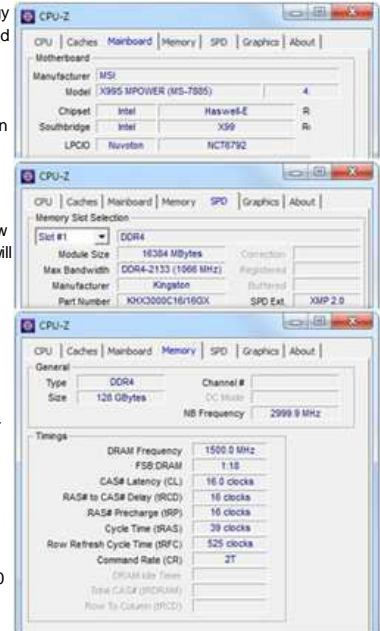 gy
CPU-Z
d
CPU Caches Mainboard Memory SPD Graphics About
Motherboard
Manufacturer MSI
Model X99S MPOWER (MS-7885) 4
Chipset Intel Haswell-E R
n
Southbridge Intel X99 R
LPCIO Nuvoton NCT6792
CPU-Z
CPU Caches Mainboard Memory SPD Graphics About
Memory Slot Selection
w
Slot #1 DDR4
will
Module Size 16384 MBytes Correction
Max Bandwidth DDR4-2133 (1066 MHz) Registered
Manufacturer Kingston Buffered
Part Number KHX3000C16/16GX SPD Ext. XMP 2.0
CPU-Z
CPU Caches Mainboard Memory SPD Graphics About
General
Type DDR4 Channel #
Size 128 GBytes DC Mode
NB Frequency 2999.9 MHz
Timings
DRAM Frequency 1500.0 MHz
FSB:DRAM 1:18
CAS# Latency (CL) 16.0 clocks
RAS# to CAS# Delay (tRCD) 16 clocks
RAS# Precharge (tRP) 16 clocks
Cycle Time (tRAS) 39 clocks
Row Refresh Cycle Time (tRFC) 525 clocks
Command Rate (CR) 2T
DRAM Idle Timer
0
Total CAS# (tRDRAM)
Row To Column (tRCD)